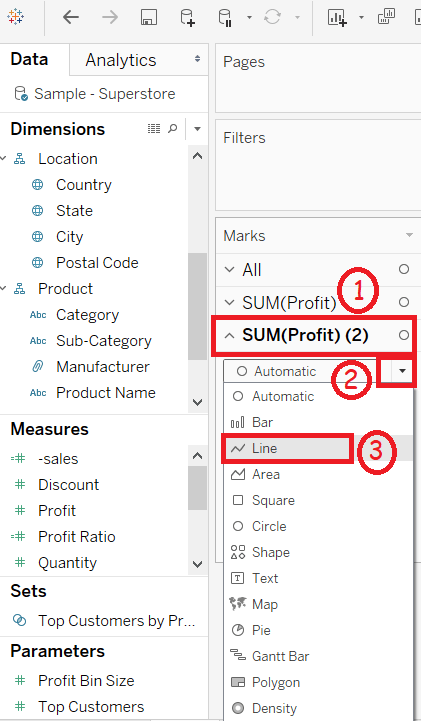 Data
Analytics
Sample - Superstore
Dimensions
Location
Country
State
City
Postal Code
Product
Abc Category
Abc Sub-Category
Manufacturer
Abc Product Name
Measures
-sales
Discount
Profit
Profit Ratio
Quantity
Sets
Top Customers by Pr...
Parameters
Profit Bin Size
Top Customers
Pages
Filters
Marks
All
1
SUM(Profit)
SUM(Profit) (2)
Automatic
2
Automatic
Bar
Line
3
Area
Square
Circle
Shape
T Text
Map
Pie
Gantt Bar
Polygon
Density